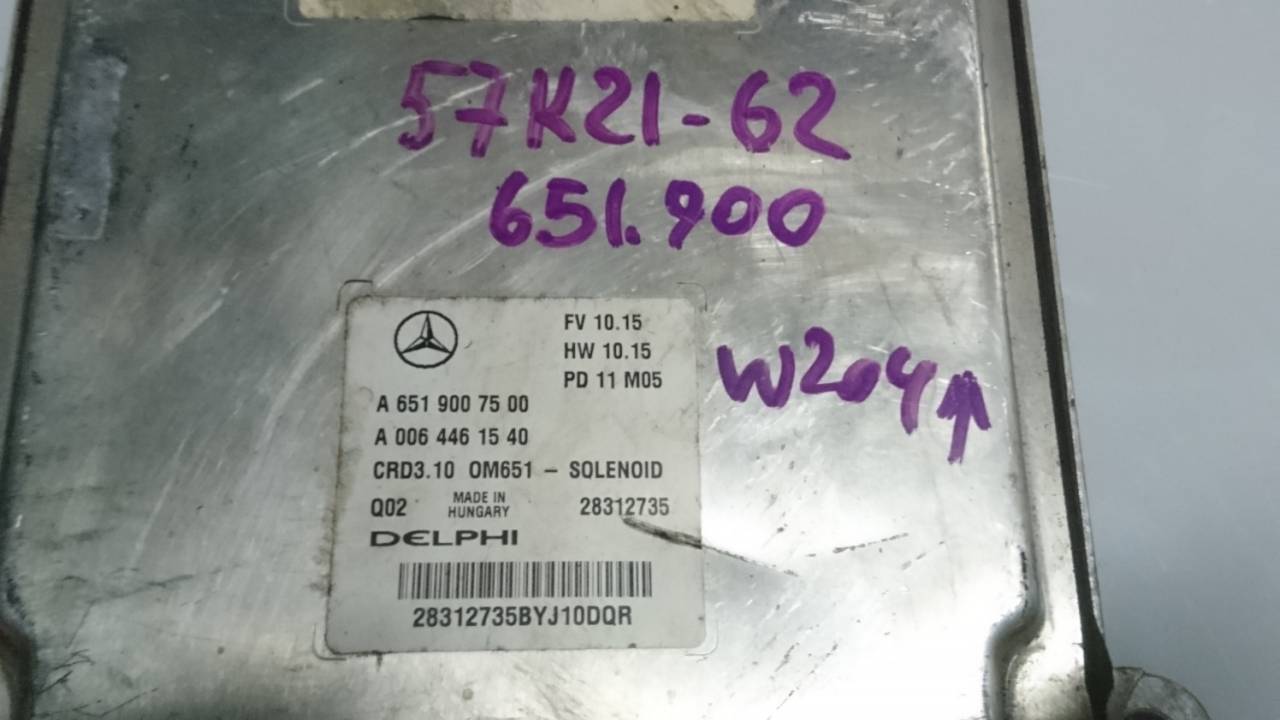 57K21-62
651.900
W204↑
FV 10.15
HW 10.15
PD 11 M05
A 651 900 75 00
A 006 446 15 40
CRD3.10 OM651 – SOLENOID
Q02 MADE IN HUNGARY 28312735
DELPHI
28312735BYJ10DQR